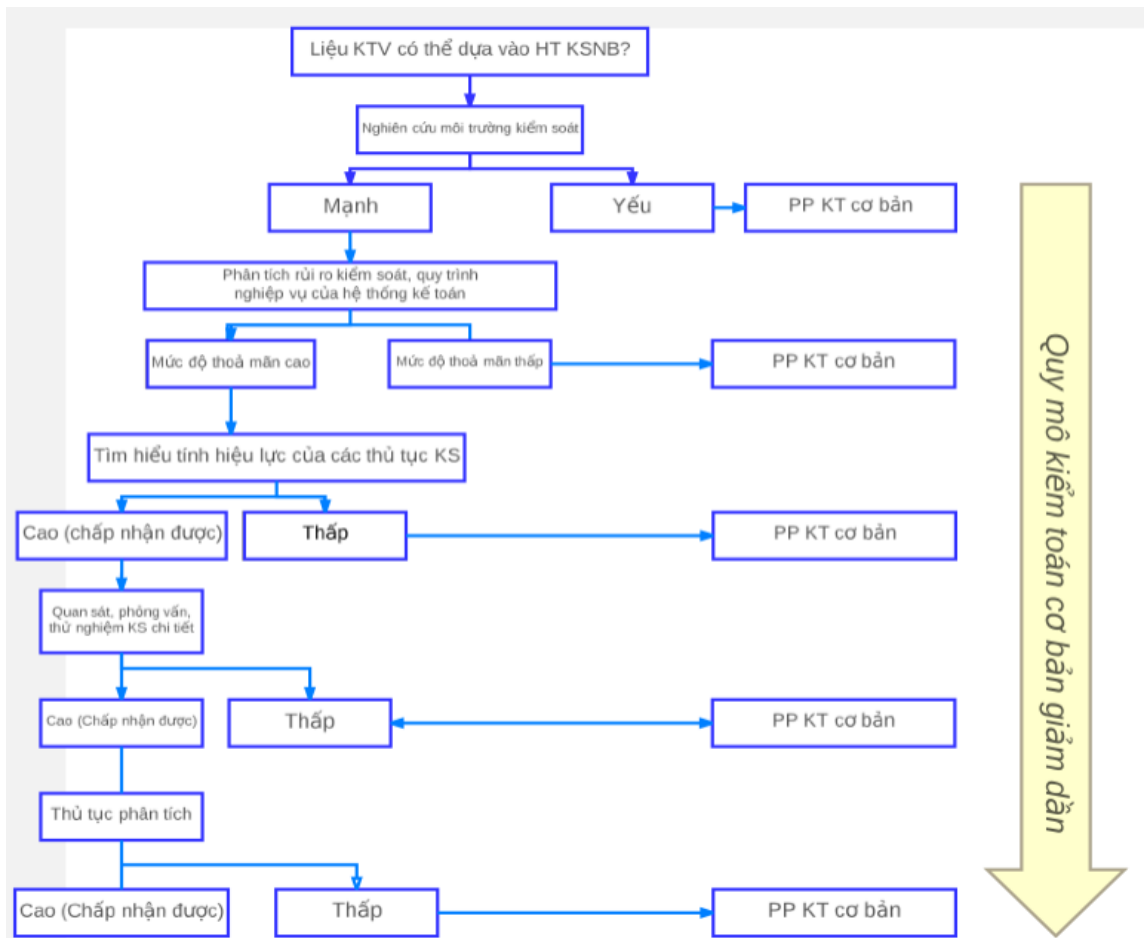 Liệu KTV có thể dựa vào HT KSNB?
Nghiên cứu môi trường kiểm soát
Mạnh
Yếu
PP KT cơ bản
Phân tích rủi ro kiểm soát, quy trình
nghiệp vụ của hệ thống kế toán
Mức độ thoả mãn cao
Mức độ thoả mãn thấp
PP KT cơ bản
Tìm hiểu tính hiệu lực của các thủ tục KS
Cao (chấp nhận được)
Thấp
PP KT cơ bản
Quan sát, phỏng vấn,
thử nghiệm KS chi tiết
Cao (Chấp nhận được)
Thấp
PP KT cơ bản
Thủ tục phân tích
Cao (Chấp nhận được)
Thấp
PP KT cơ bản
Quy mô kiểm toán cơ bản giảm dần